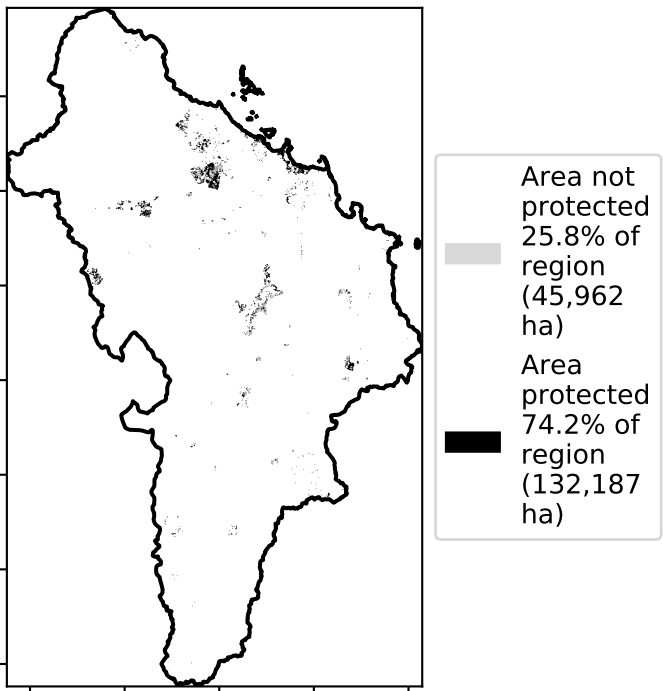 Area not
protected
25.8% of
region
(45,962
ha)
Area
protected
74.2% of
region
(132,187
ha)